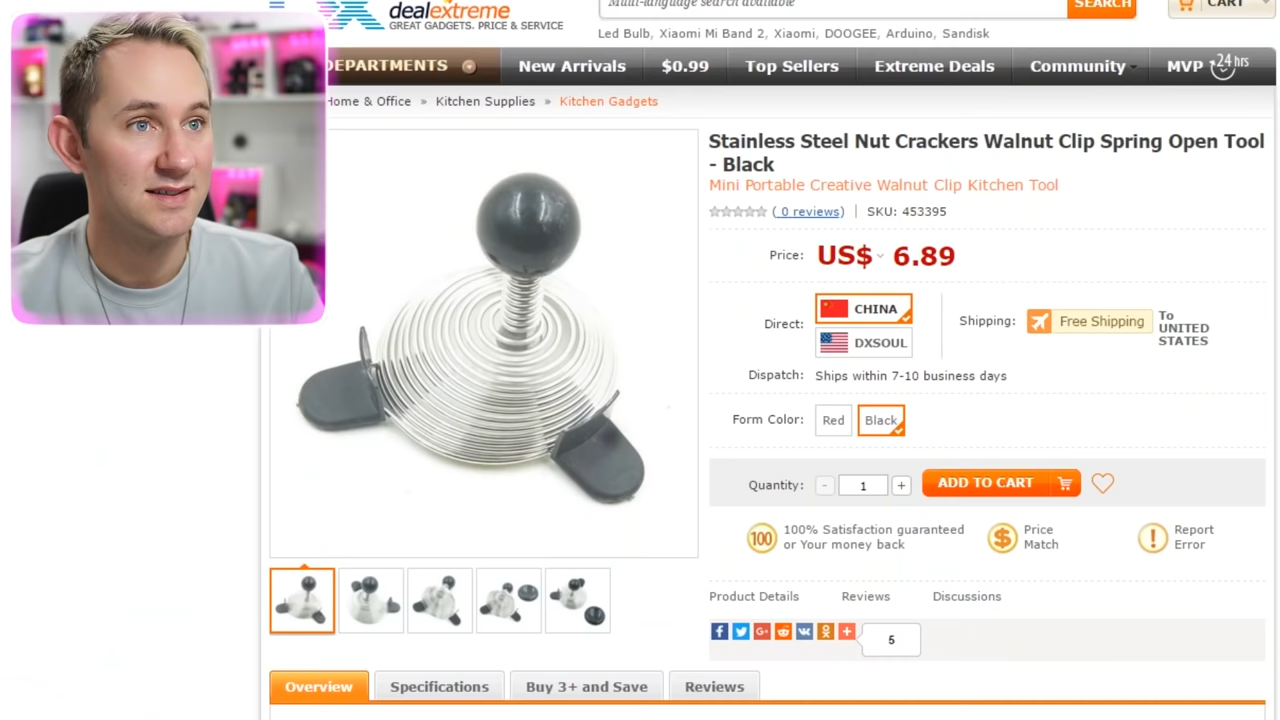 dealextreme
Multi-language search available
SEARCH
CART
GREAT GADGETS. PRICE & SERVICE
Led Bulb, Xiaomi Mi Band 2, Xiaomi, DOOGEE, Arduino, Sandisk
DEPARTMENTS
New Arrivals
$0.99
Top Sellers
Extreme Deals
Community
MVP
24 hrs
Home & Office » Kitchen Supplies » Kitchen Gadgets
Stainless Steel Nut Crackers Walnut Clip Spring Open Tool
- Black
Mini Portable Creative Walnut Clip Kitchen Tool
( 0 reviews) | SKU: 453395
Price: US$ 6.89
Direct:
CHINA
DXSOUL
Shipping: Free Shipping
To
UNITED
STATES
Dispatch: Ships within 7-10 business days
Form Color: Red Black
Quantity: - 1 + ADD TO CART
100
100% Satisfaction guaranteed
or Your money back
$
Price
Match
!
Report
Error
Product Details Reviews Discussions
5
Overview
Specifications
Buy 3+ and Save
Reviews